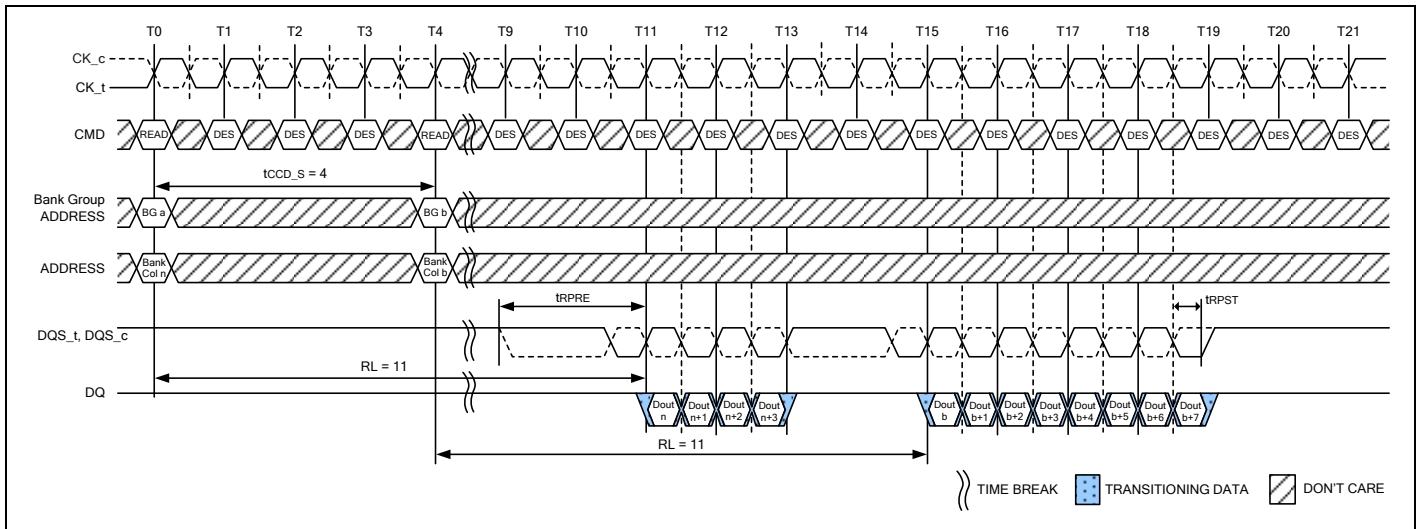 T0 T1 T2 T3 T4 T9 T10 T11 T12 T13 T14 T15 T16 T17 T18 T19 T20 T21
CK_c
CK_t
CMD READ DES DES DES READ DES DES DES DES DES DES DES DES DES DES DES DES DES
tCCD_S = 4
Bank Group
ADDRESS
BG a BG b
ADDRESS
Bank
Col n
Bank
Col b
tRPRE tRPST
DQS_t, DQS_c
RL = 11
DQ
Dout
n
Dout
n+1
Dout
n+2
Dout
n+3
Dout
b
Dout
b+1
Dout
b+2
Dout
b+3
Dout
b+4
Dout
b+5
Dout
b+6
Dout
b+7
RL = 11
TIME BREAK TRANSITIONING DATA DON'T CARE